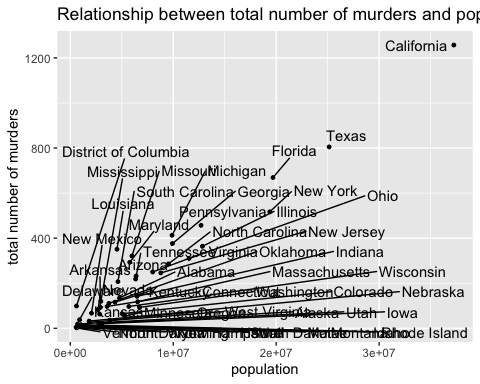 Relationship between total number of murders and pop
California
1200
Texas
District of Columbia
Florida
800
Mississippi
Missouri
Michigan
South Carolina
Georgia
New York
Ohio
Louisiana
Pennsylvania
Illinois
Maryland
North Carolina
New Jersey
400
New Mexico
Tennessee
Virginia
Oklahoma
Indiana
Arkansas
Arizona
Alabama
Massachusetts
Wisconsin
Delaware
Nevada
Kentucky
Connecticut
Washington
Colorado
Nebraska
Kansas
Minnesota
Oregon
West Virginia
Alaska
Utah
Iowa
0
Rhode Island
0e+00
1e+07
2e+07
3e+07
population
total number of murders